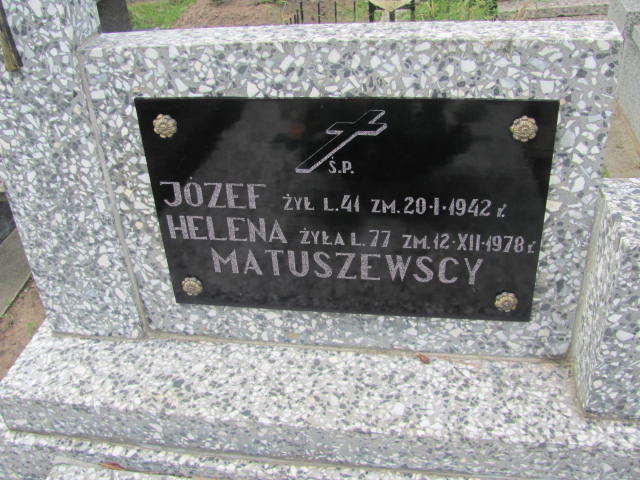 Ś.P.
JÓZEF ŻYŁ L.41 ZM.20·I·1942 r.
HELENA ŻYŁA L.77 ZM.12·XII·1978 r.
MATUSZEWSCY